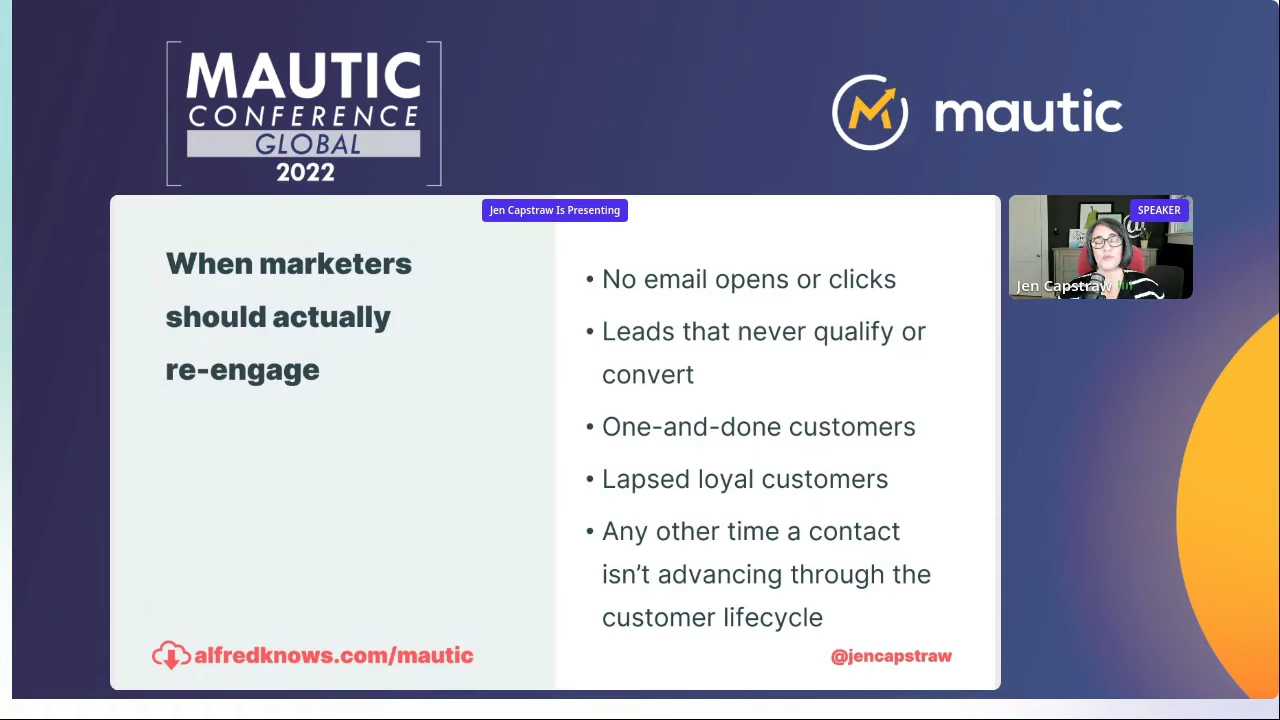 MAUTIC
CONFERENCE
GLOBAL
2022
mautic
Jen Capstraw Is Presenting
SPEAKER
Jen Capstraw
@
When marketers
should actually
re-engage
• No email opens or clicks
• Leads that never qualify or
convert
• One-and-done customers
• Lapsed loyal customers
• Any other time a contact
isn’t advancing through the
customer lifecycle
alfredknows.com/mautic
@jencapstraw